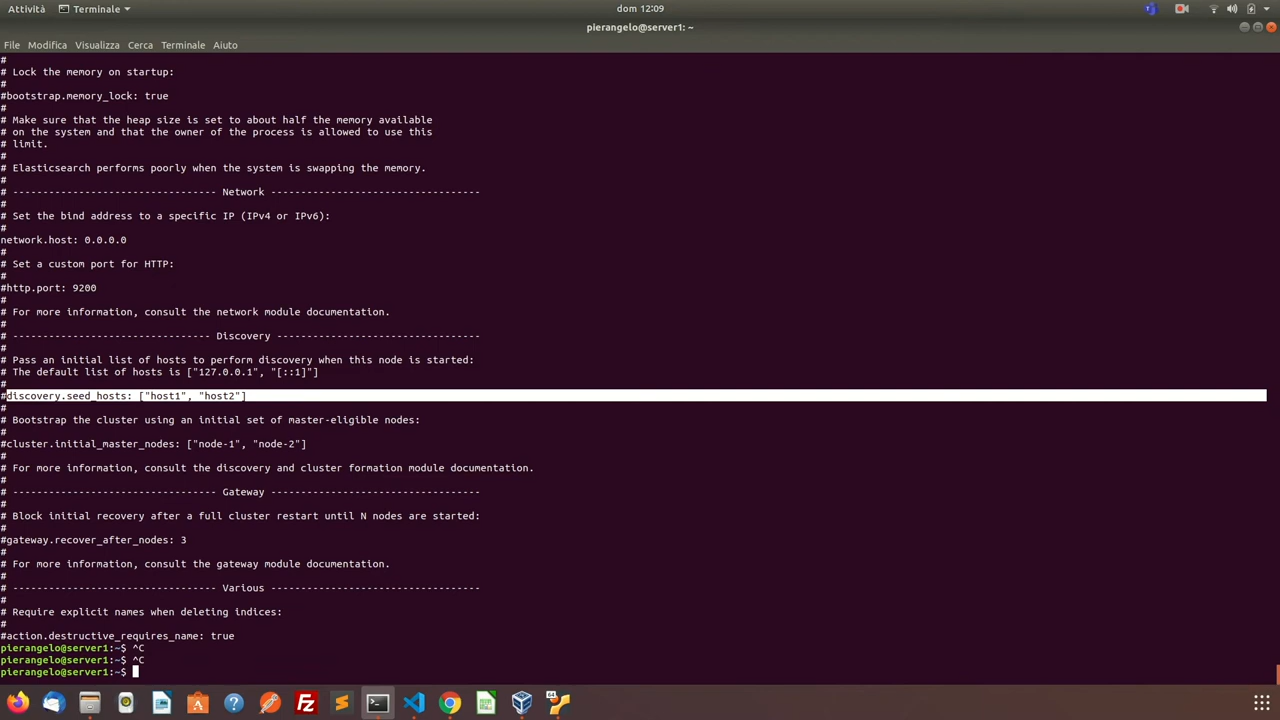 Attività
Terminale
dom 12:09
pierangelo@server1: ~
File Modifica Visualizza Cerca Terminale Aiuto
#
# Lock the memory on startup:
#
#bootstrap.memory_lock: true
#
# Make sure that the heap size is set to about half the memory available
# on the system and that the owner of the process is allowed to use this
# limit.
#
# Elasticsearch performs poorly when the system is swapping the memory.
#
# ---------------------------------- Network -----------------------------------
#
# Set the bind address to a specific IP (IPv4 or IPv6):
#
network.host: 0.0.0.0
#
# Set a custom port for HTTP:
#
#http.port: 9200
#
# For more information, consult the network module documentation.
#
# --------------------------------- Discovery ----------------------------------
#
# Pass an initial list of hosts to perform discovery when this node is started:
# The default list of hosts is ["127.0.0.1", "[::1]"]
#
#discovery.seed_hosts: ["host1", "host2"]
#
# Bootstrap the cluster using an initial set of master-eligible nodes:
#
#cluster.initial_master_nodes: ["node-1", "node-2"]
#
# For more information, consult the discovery and cluster formation module documentation.
#
# ---------------------------------- Gateway -----------------------------------
#
# Block initial recovery after a full cluster restart until N nodes are started:
#
#gateway.recover_after_nodes: 3
#
# For more information, consult the gateway module documentation.
#
# ---------------------------------- Various -----------------------------------
#
# Require explicit names when deleting indices:
#
#action.destructive_requires_name: true
pierangelo@server1:~$ ^C
pierangelo@server1:~$ ^C
pierangelo@server1:~$